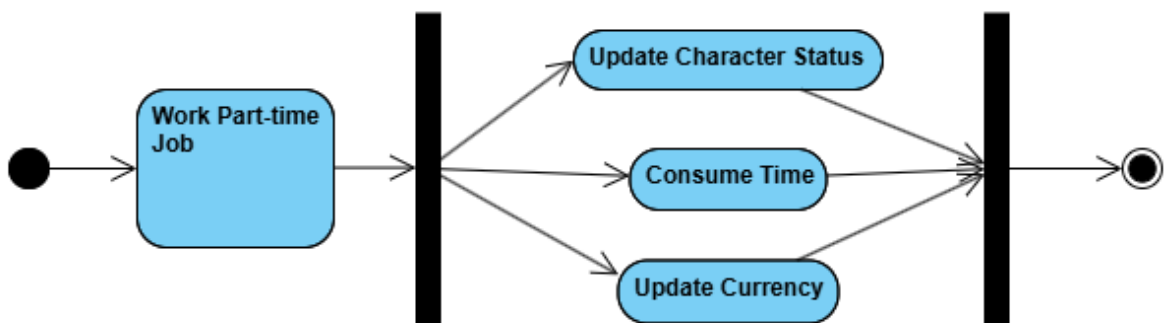 Work Part-time
Job
Update Character Status
Consume Time
Update Currency